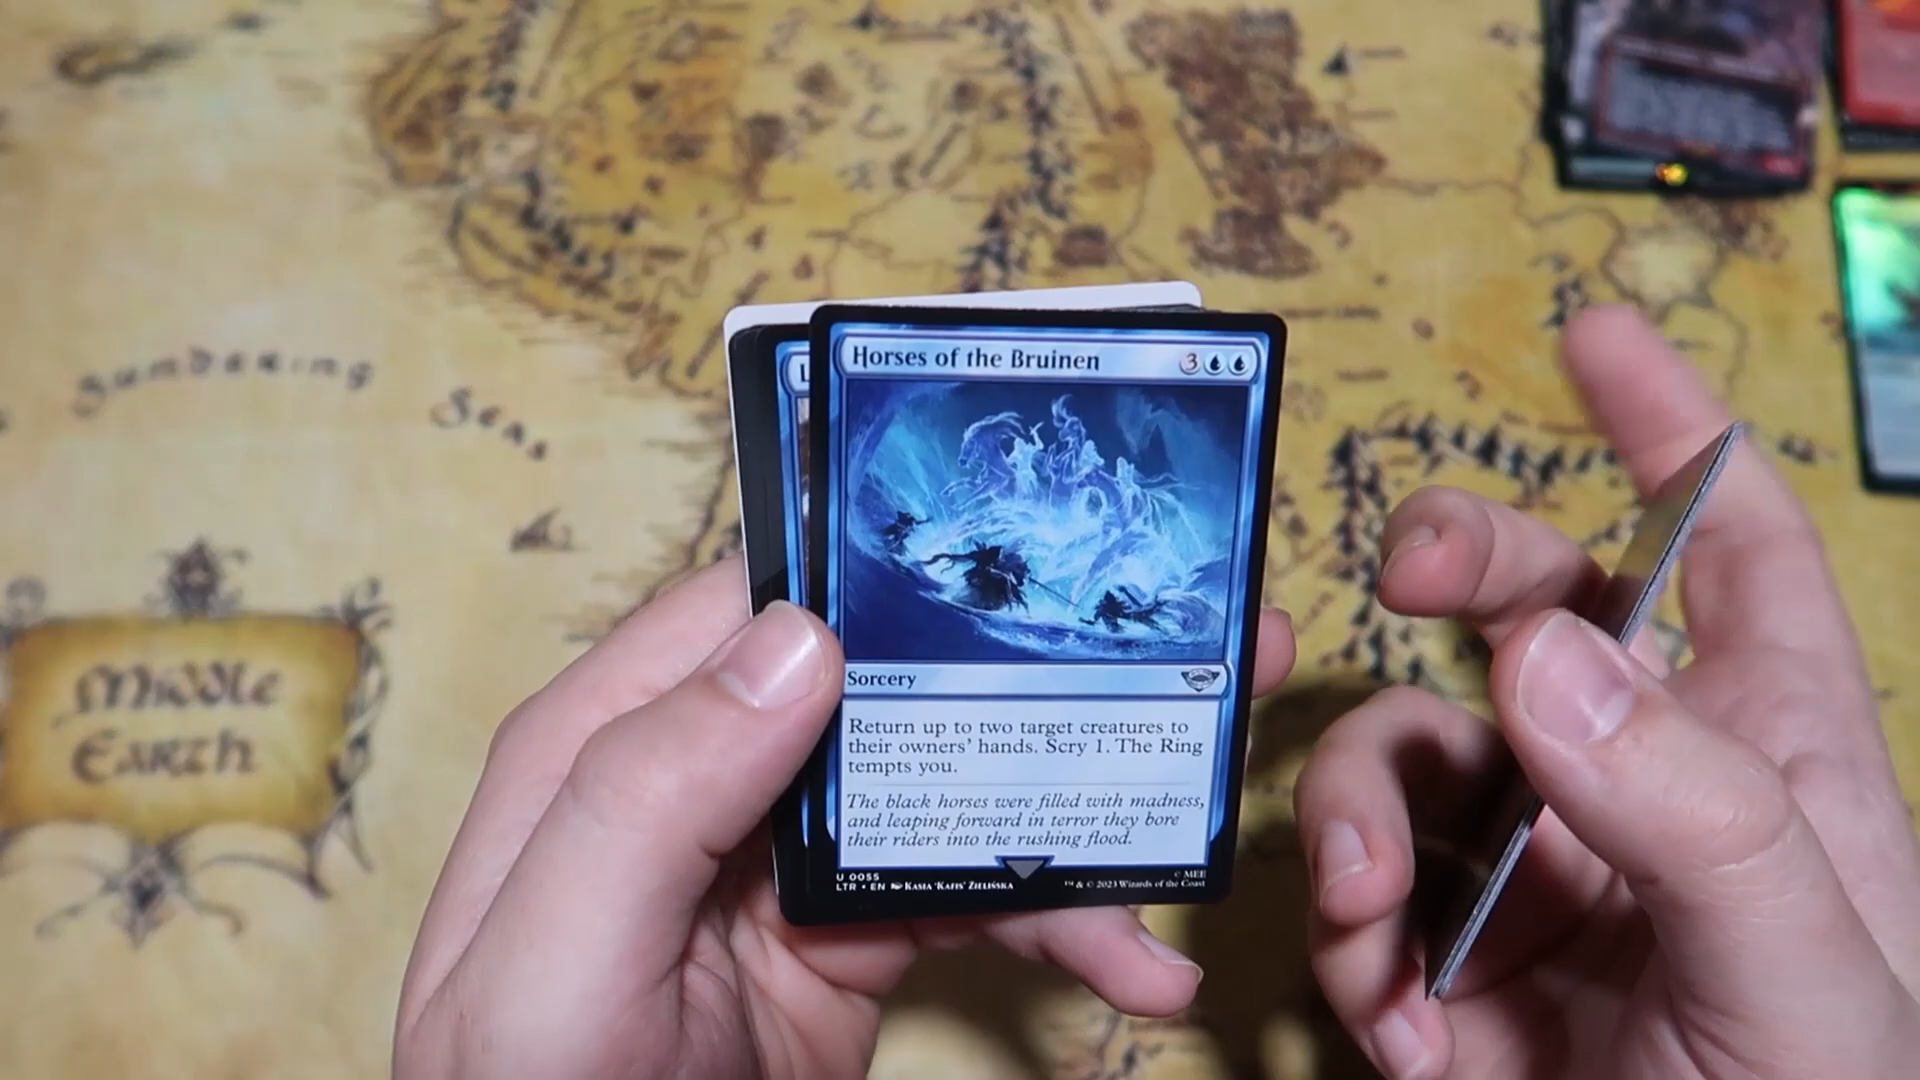 Sundering
Seas
Middle
Earth
L
Horses of the Bruinen 3
Sorcery
Return up to two target creatures to
their owners' hands. Scry 1. The Ring
tempts you.
The black horses were filled with madness,
and leaping forward in terror they bore
their riders into the rushing flood.
U 0055
LTR • EN Kasia 'Kafis' Zielińska
© MEE
™ & © 2023 Wizards of the Coast